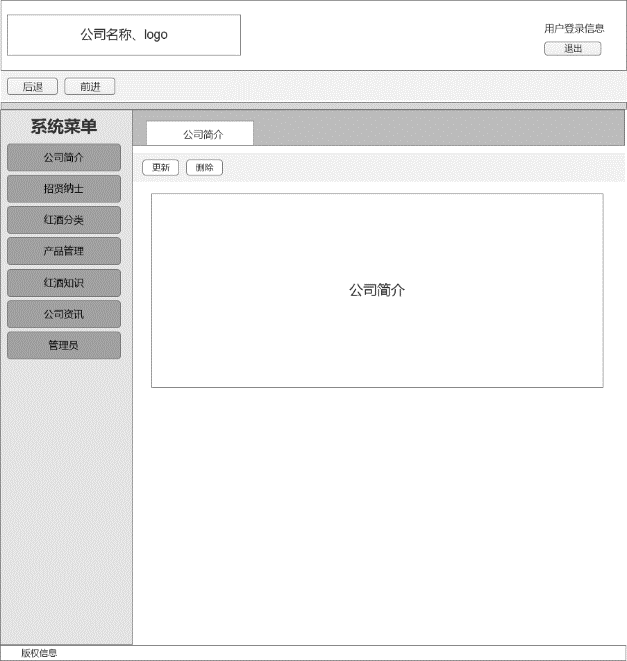 公司名称、logo
用户登录信息
退出
后退
前进
系统菜单
公司简介
招贤纳士
红酒分类
产品管理
红酒知识
公司资讯
管理员
公司简介
更新
删除
公司简介
版权信息